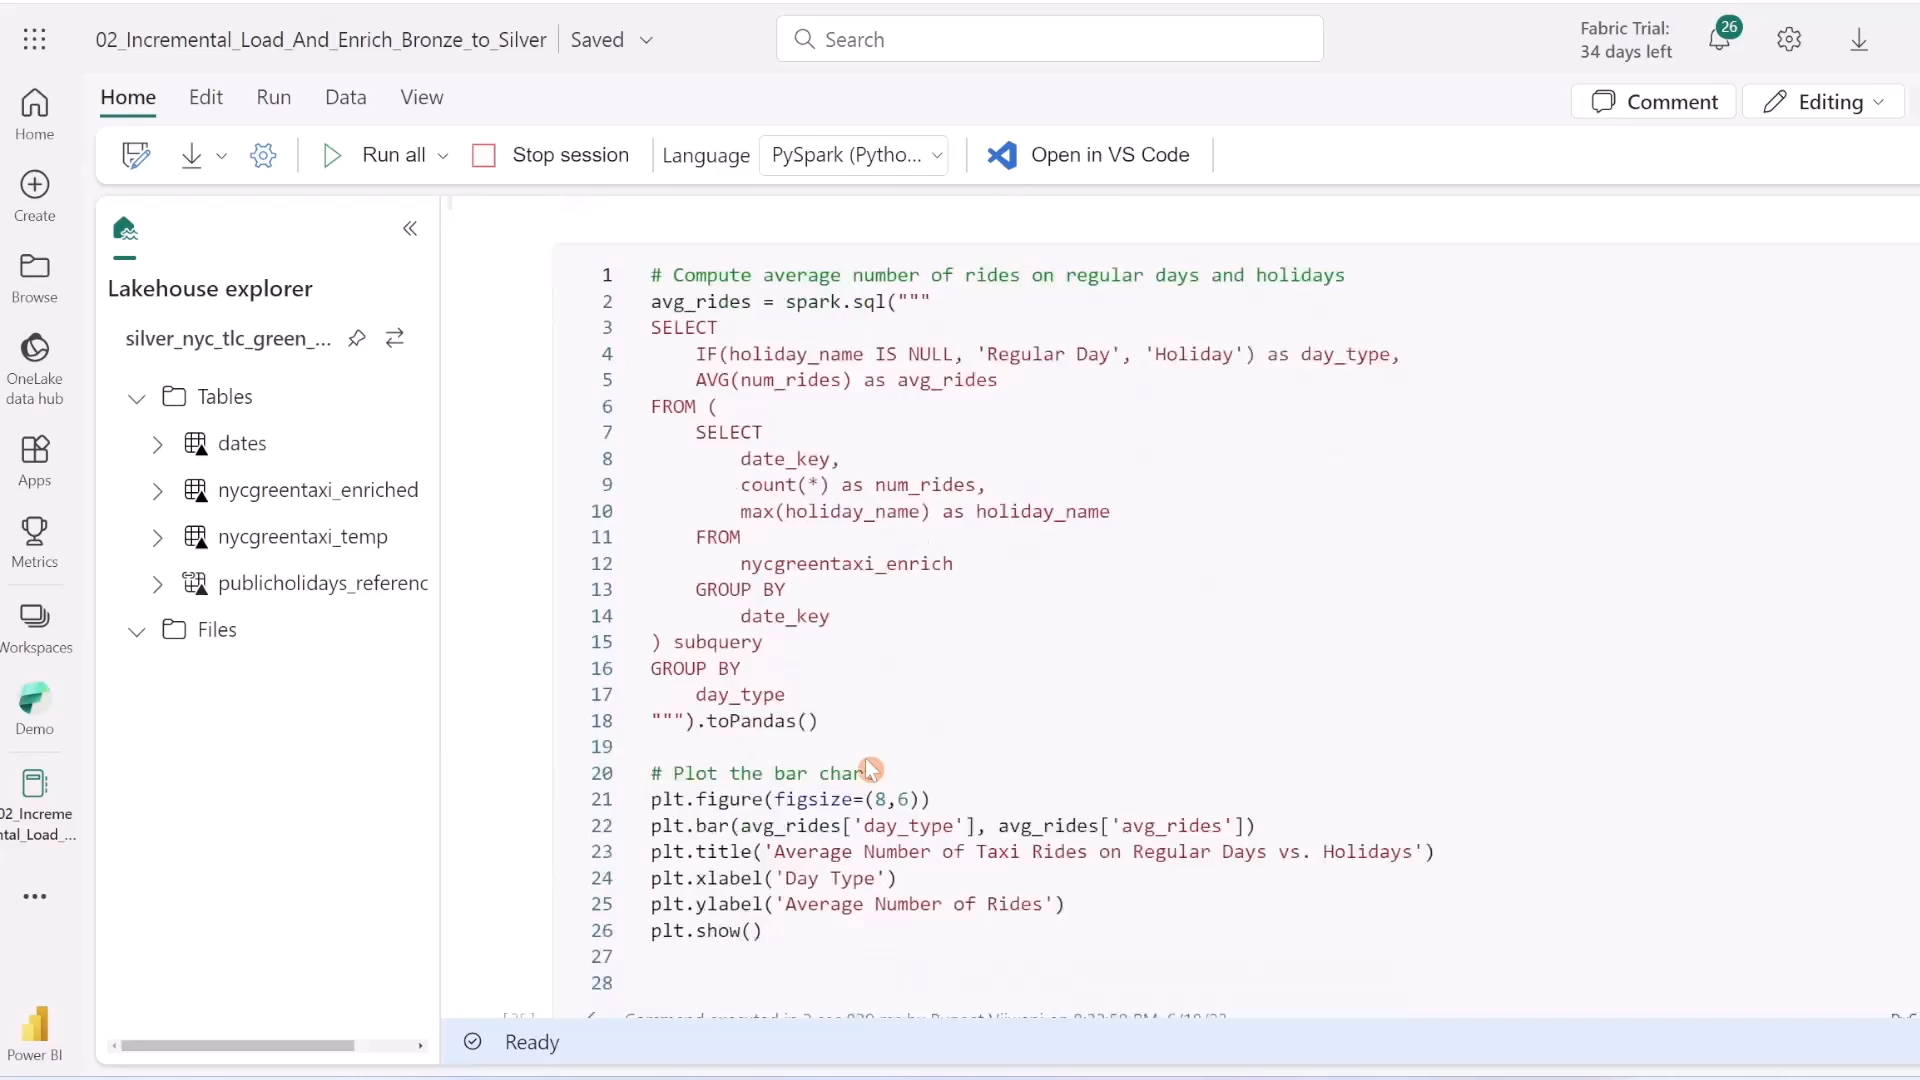 02_Incremental_Load_And_Enrich_Bronze_to_Silver Saved
Search
Fabric Trial:
34 days left
26
Home Edit Run Data View
Comment Editing
Run all Stop session Language PySpark (Pytho... Open in VS Code
Home
Create
Browse
OneLake
data hub
Apps
Metrics
Workspaces
Demo
02_Increme
ntal_Load_...
Power BI
Lakehouse explorer
silver_nyc_tlc_green_...
Tables
dates
nycgreentaxi_enriched
nycgreentaxi_temp
publicholidays_referenc
Files
1 # Compute average number of rides on regular days and holidays
2 avg_rides = spark.sql("""
3 SELECT
4 IF(holiday_name IS NULL, 'Regular Day', 'Holiday') as day_type,
5 AVG(num_rides) as avg_rides
6 FROM (
7 SELECT
8 date_key,
9 count(*) as num_rides,
10 max(holiday_name) as holiday_name
11 FROM
12 nycgreentaxi_enrich
13 GROUP BY
14 date_key
15 ) subquery
16 GROUP BY
17 day_type
18 """).toPandas()
19
20 # Plot the bar char
21 plt.figure(figsize=(8,6))
22 plt.bar(avg_rides['day_type'], avg_rides['avg_rides'])
23 plt.title('Average Number of Taxi Rides on Regular Days vs. Holidays')
24 plt.xlabel('Day Type')
25 plt.ylabel('Average Number of Rides')
26 plt.show()
27
28
Ready